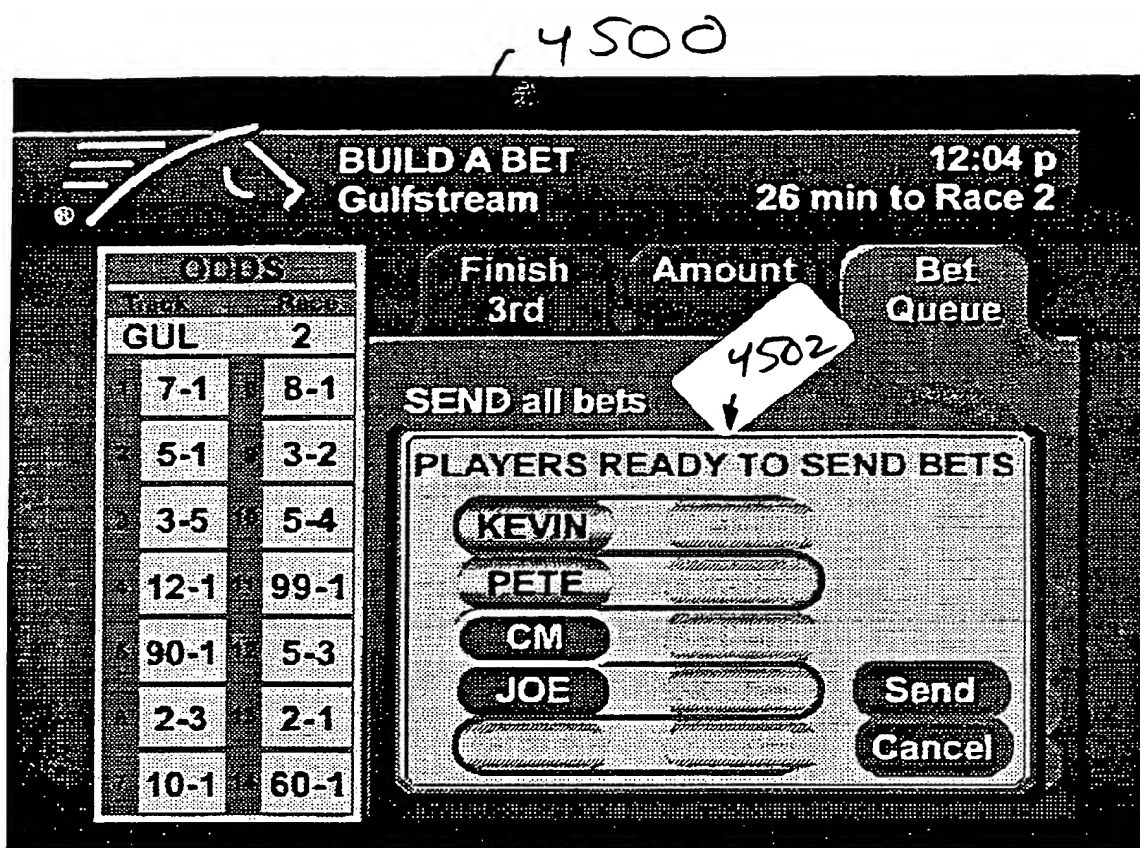 4500
BUILD A BET
Gulfstream
12:04 p
26 min to Race 2
ODDS
Track Race
GUL 2
7-1 8-1
5-1 3-2
3-5 5-4
12-1 99-1
90-1 5-3
2-3 2-1
10-1 60-1
Finish
3rd
Amount
Bet
Queue
4502
SEND all bets
PLAYERS READY TO SEND BETS
KEVIN
PETE
CM
JOE
Send
Cancel
®